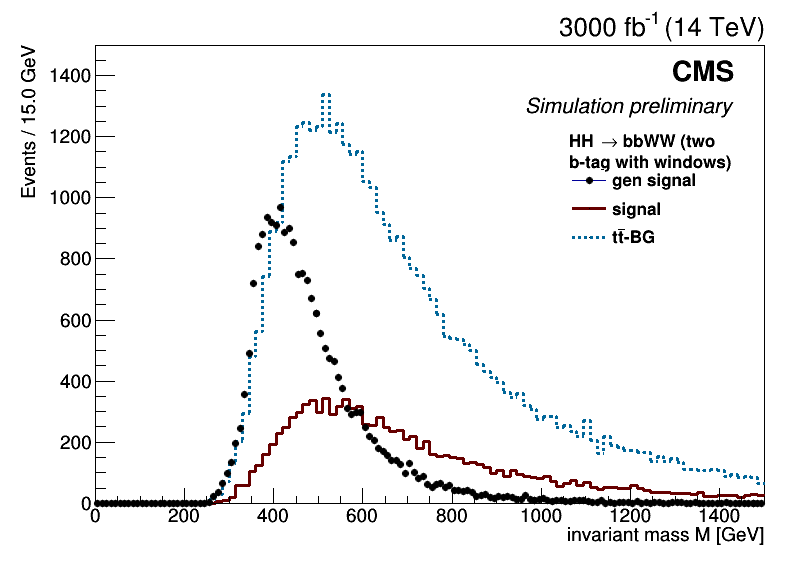 3000 fb⁻¹ (14 TeV)
Events / 15.0 GeV
CMS
Simulation preliminary
HH → bbWW (two
b-tag with windows)
gen signal
signal
tt̄-BG
1400
1200
1000
800
600
400
200
0
0 200 400 600 800 1000 1200 1400
invariant mass M [GeV]